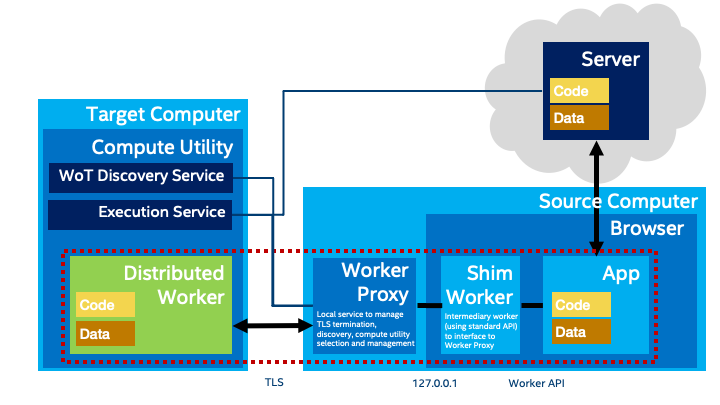 Server
Code
Data
Target Computer
Compute Utility
WoT Discovery Service
Execution Service
Source Computer
Browser
Distributed
Worker
Code
Data
Worker
Proxy
Local service to manage
TLS termination,
discovery, compute utility
selection and management
Shim
Worker
Intermediary worker
(using standard API)
to interface to
Worker Proxy
App
Code
Data
TLS
127.0.0.1
Worker API